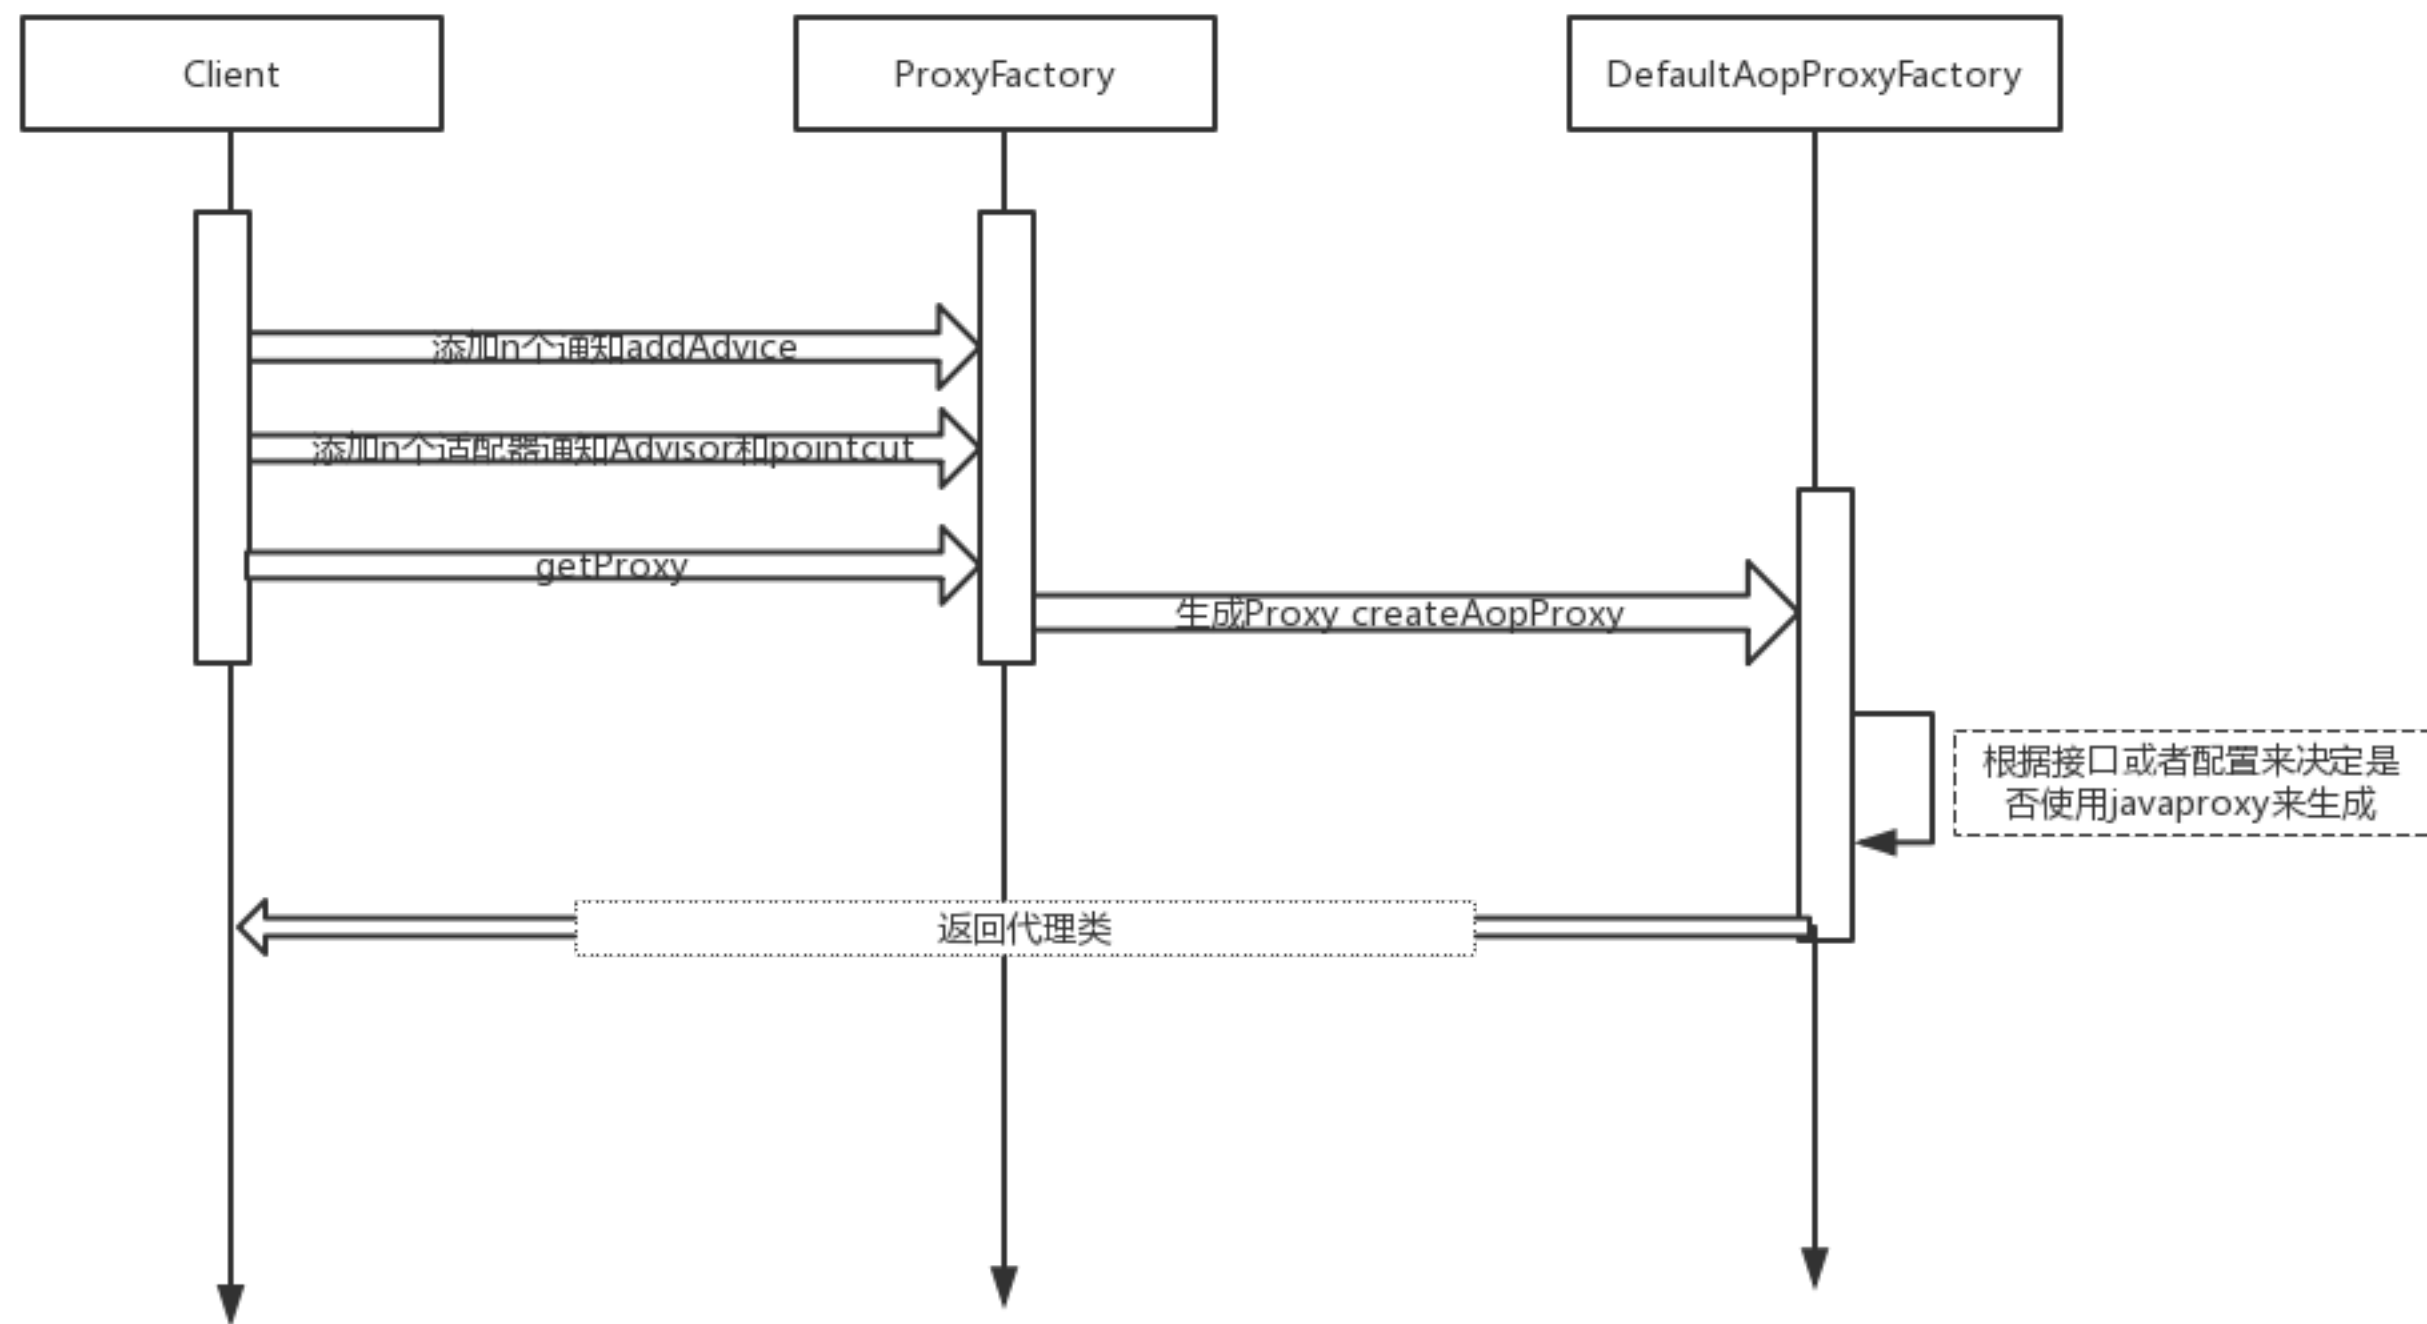 Client
ProxyFactory
DefaultAopProxyFactory
添加n个通知addAdvice
添加n个适配器通知Advisor和pointcut
getProxy
生成Proxy createAopProxy
根据接口或者配置来决定是
否使用javaproxy来生成
返回代理类